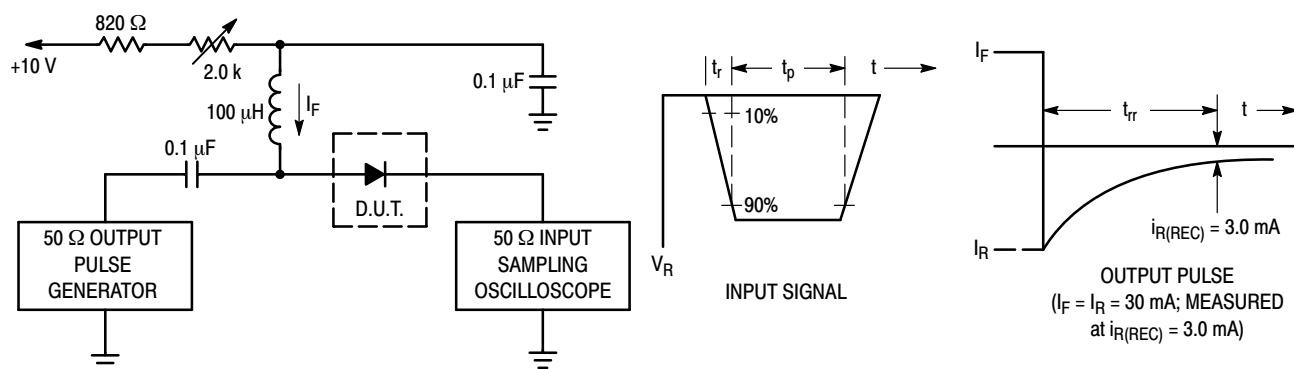 820 Ω
+10 V
2.0 k
100 μH
I_F
0.1 μF
0.1 μF
D.U.T.
50 Ω OUTPUT
PULSE
GENERATOR
50 Ω INPUT
SAMPLING
OSCILLOSCOPE
t_r
t_p
t
10%
90%
V_R
INPUT SIGNAL
I_F
t_rr
t
I_R
i_R(REC) = 3.0 mA
OUTPUT PULSE
(I_F = I_R = 30 mA; MEASURED
at i_R(REC) = 3.0 mA)